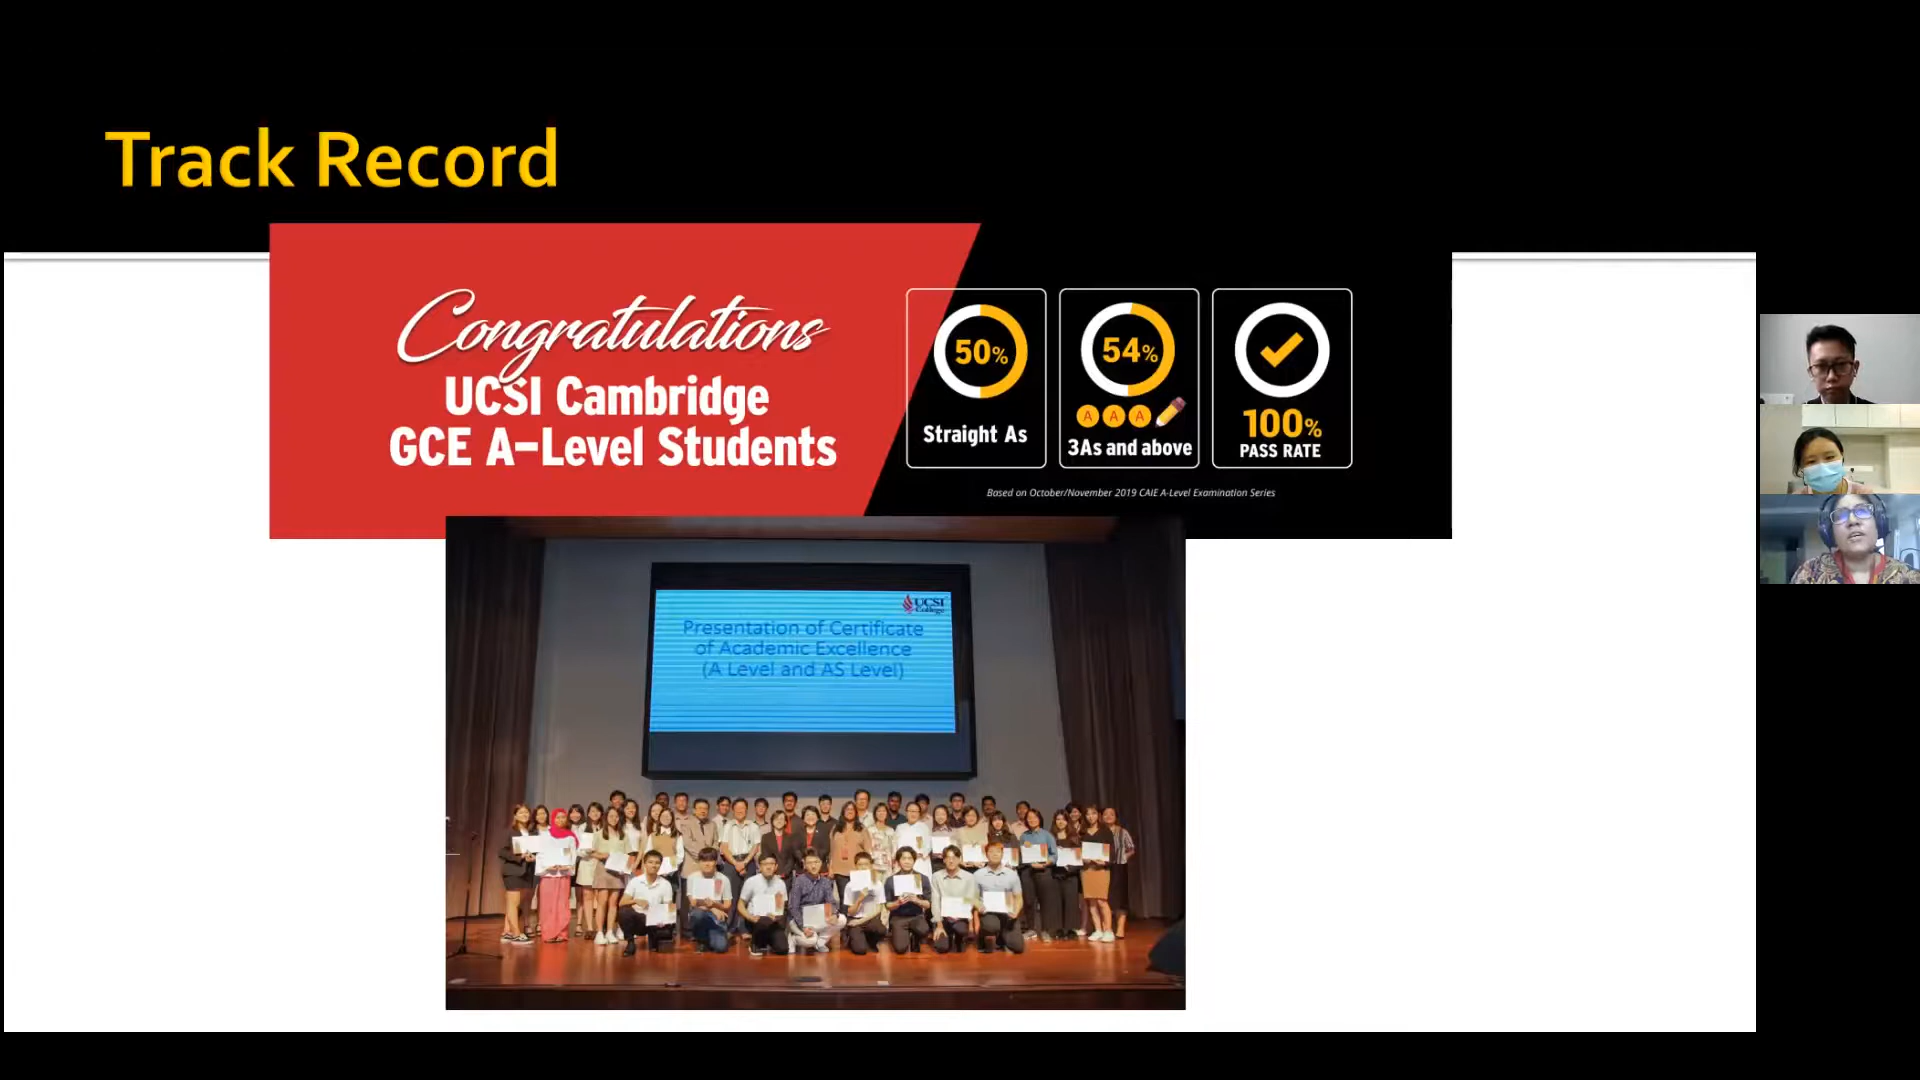 Track Record
Congratulations
UCSI Cambridge
GCE A-Level Students
50%
Straight As
54%
A A A
3As and above
100%
PASS RATE
Based on October/November 2019 CAIE A-Level Examination Series
UCSI
College
Presentation of Certificate
of Academic Excellence
(A Level and AS Level)